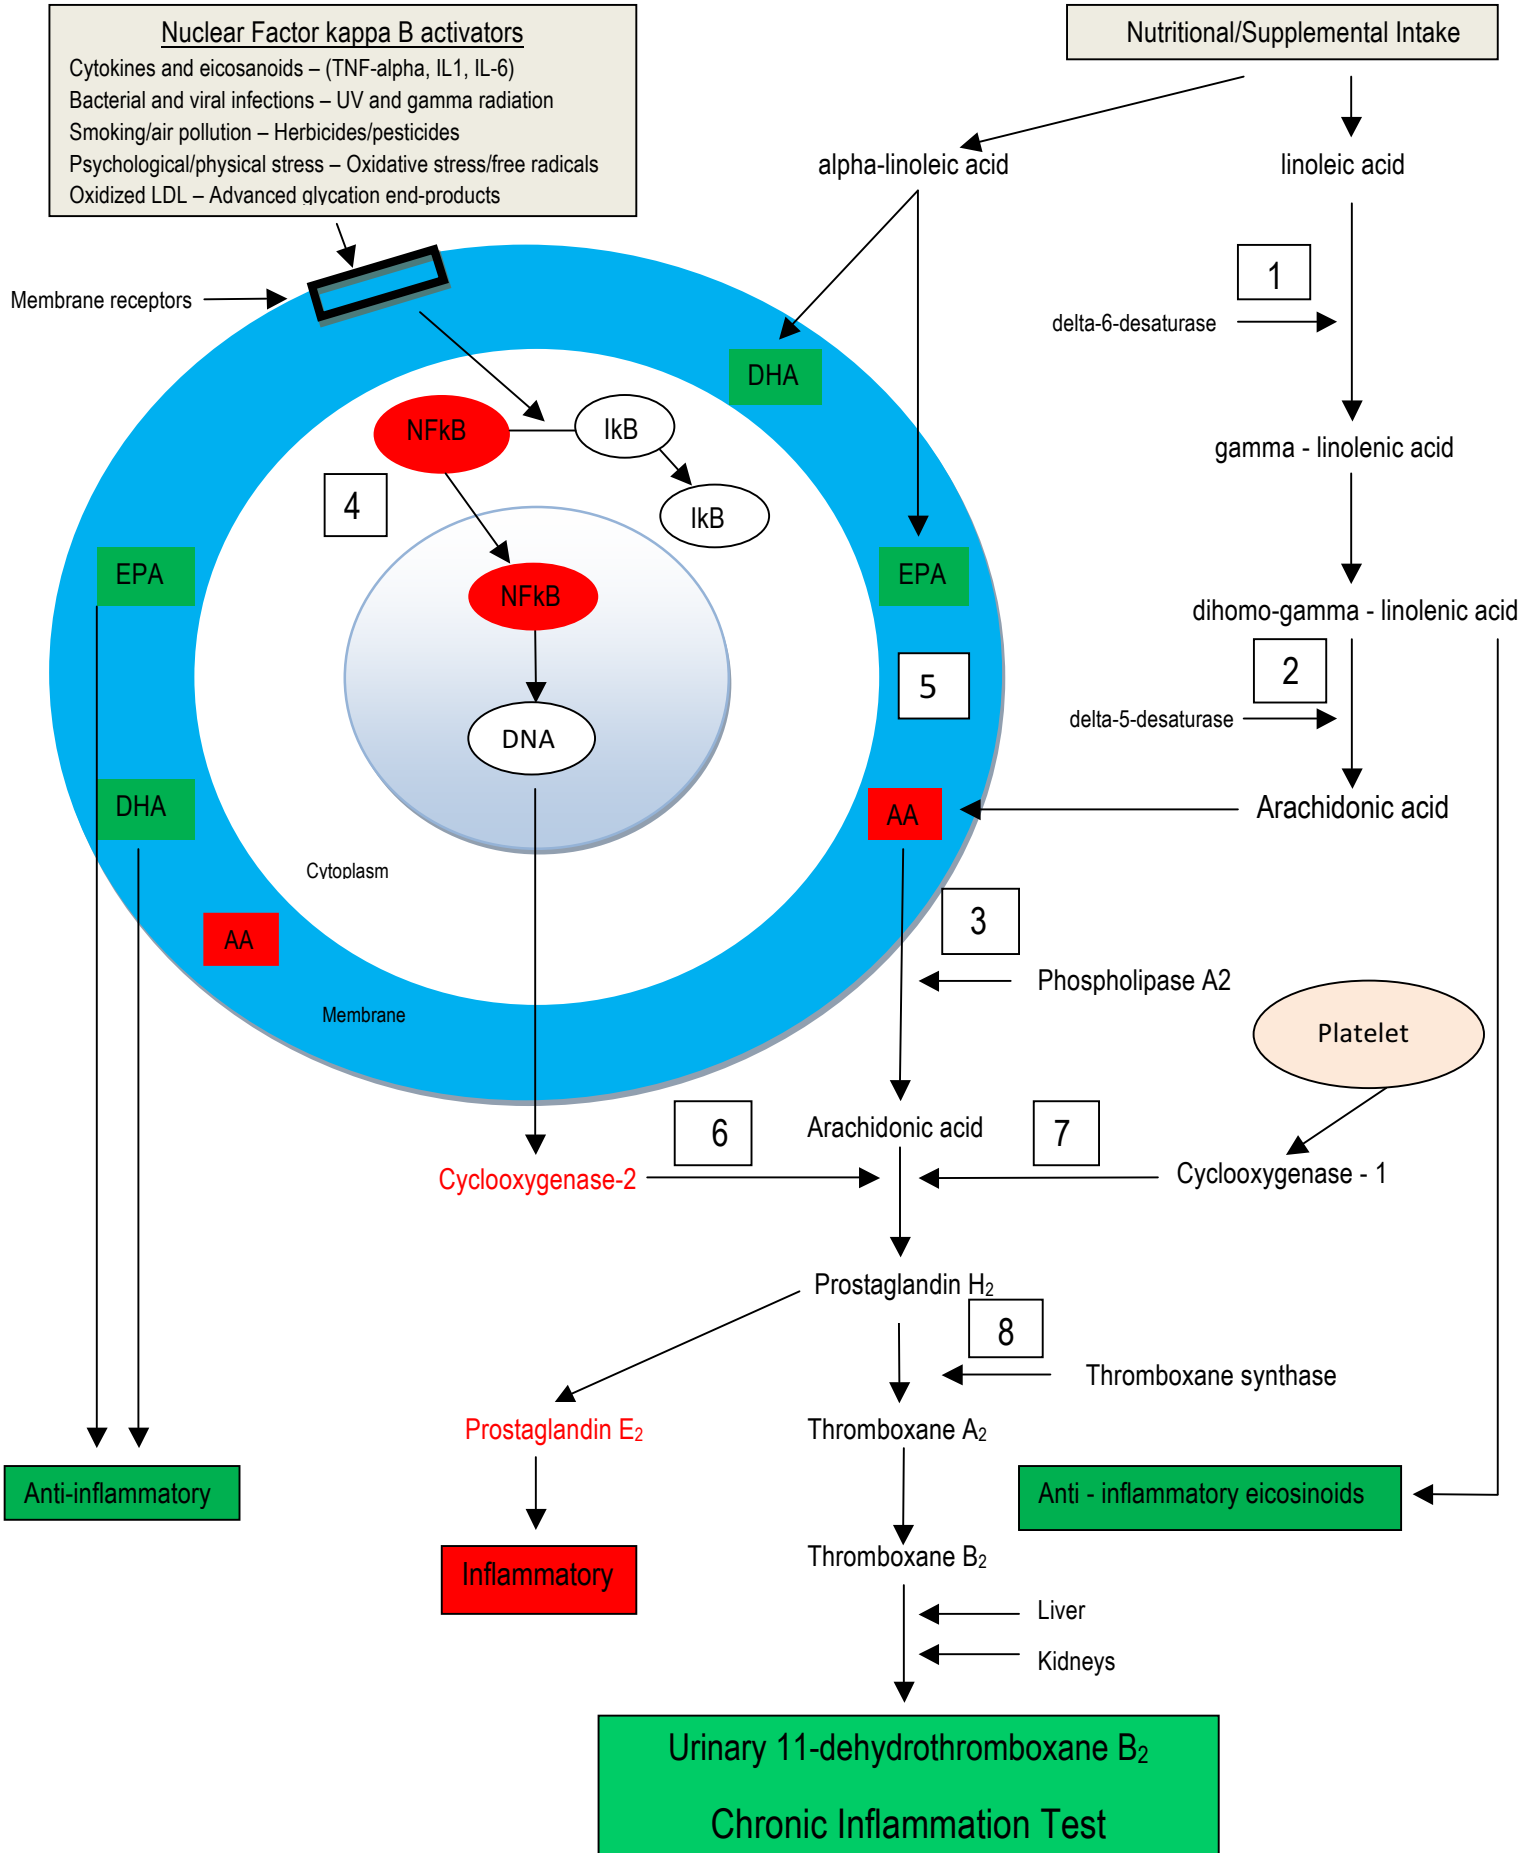 Nuclear Factor kappa B activators
Cytokines and eicosanoids – (TNF-alpha, IL1, IL-6)
Bacterial and viral infections – UV and gamma radiation
Smoking/air pollution – Herbicides/pesticides
Psychological/physical stress – Oxidative stress/free radicals
Oxidized LDL – Advanced glycation end-products
Nutritional/Supplemental Intake
alpha-linoleic acid
linoleic acid
1
Membrane receptors
delta-6-desaturase
DHA
NFkB
IkB
gamma - linolenic acid
4
IkB
EPA
NFkB
EPA
dihomo-gamma - linolenic acid
5
2
delta-5-desaturase
DNA
DHA
AA
Arachidonic acid
Cytoplasm
3
AA
Phospholipase A2
Membrane
Platelet
6
Arachidonic acid
7
Cyclooxygenase-2
Cyclooxygenase - 1
Prostaglandin H2
8
Thromboxane synthase
Prostaglandin E2
Thromboxane A2
Anti-inflammatory
Anti - inflammatory eicosinoids
Thromboxane B2
Inflammatory
Liver
Kidneys
Urinary 11-dehydrothromboxane B2
Chronic Inflammation Test